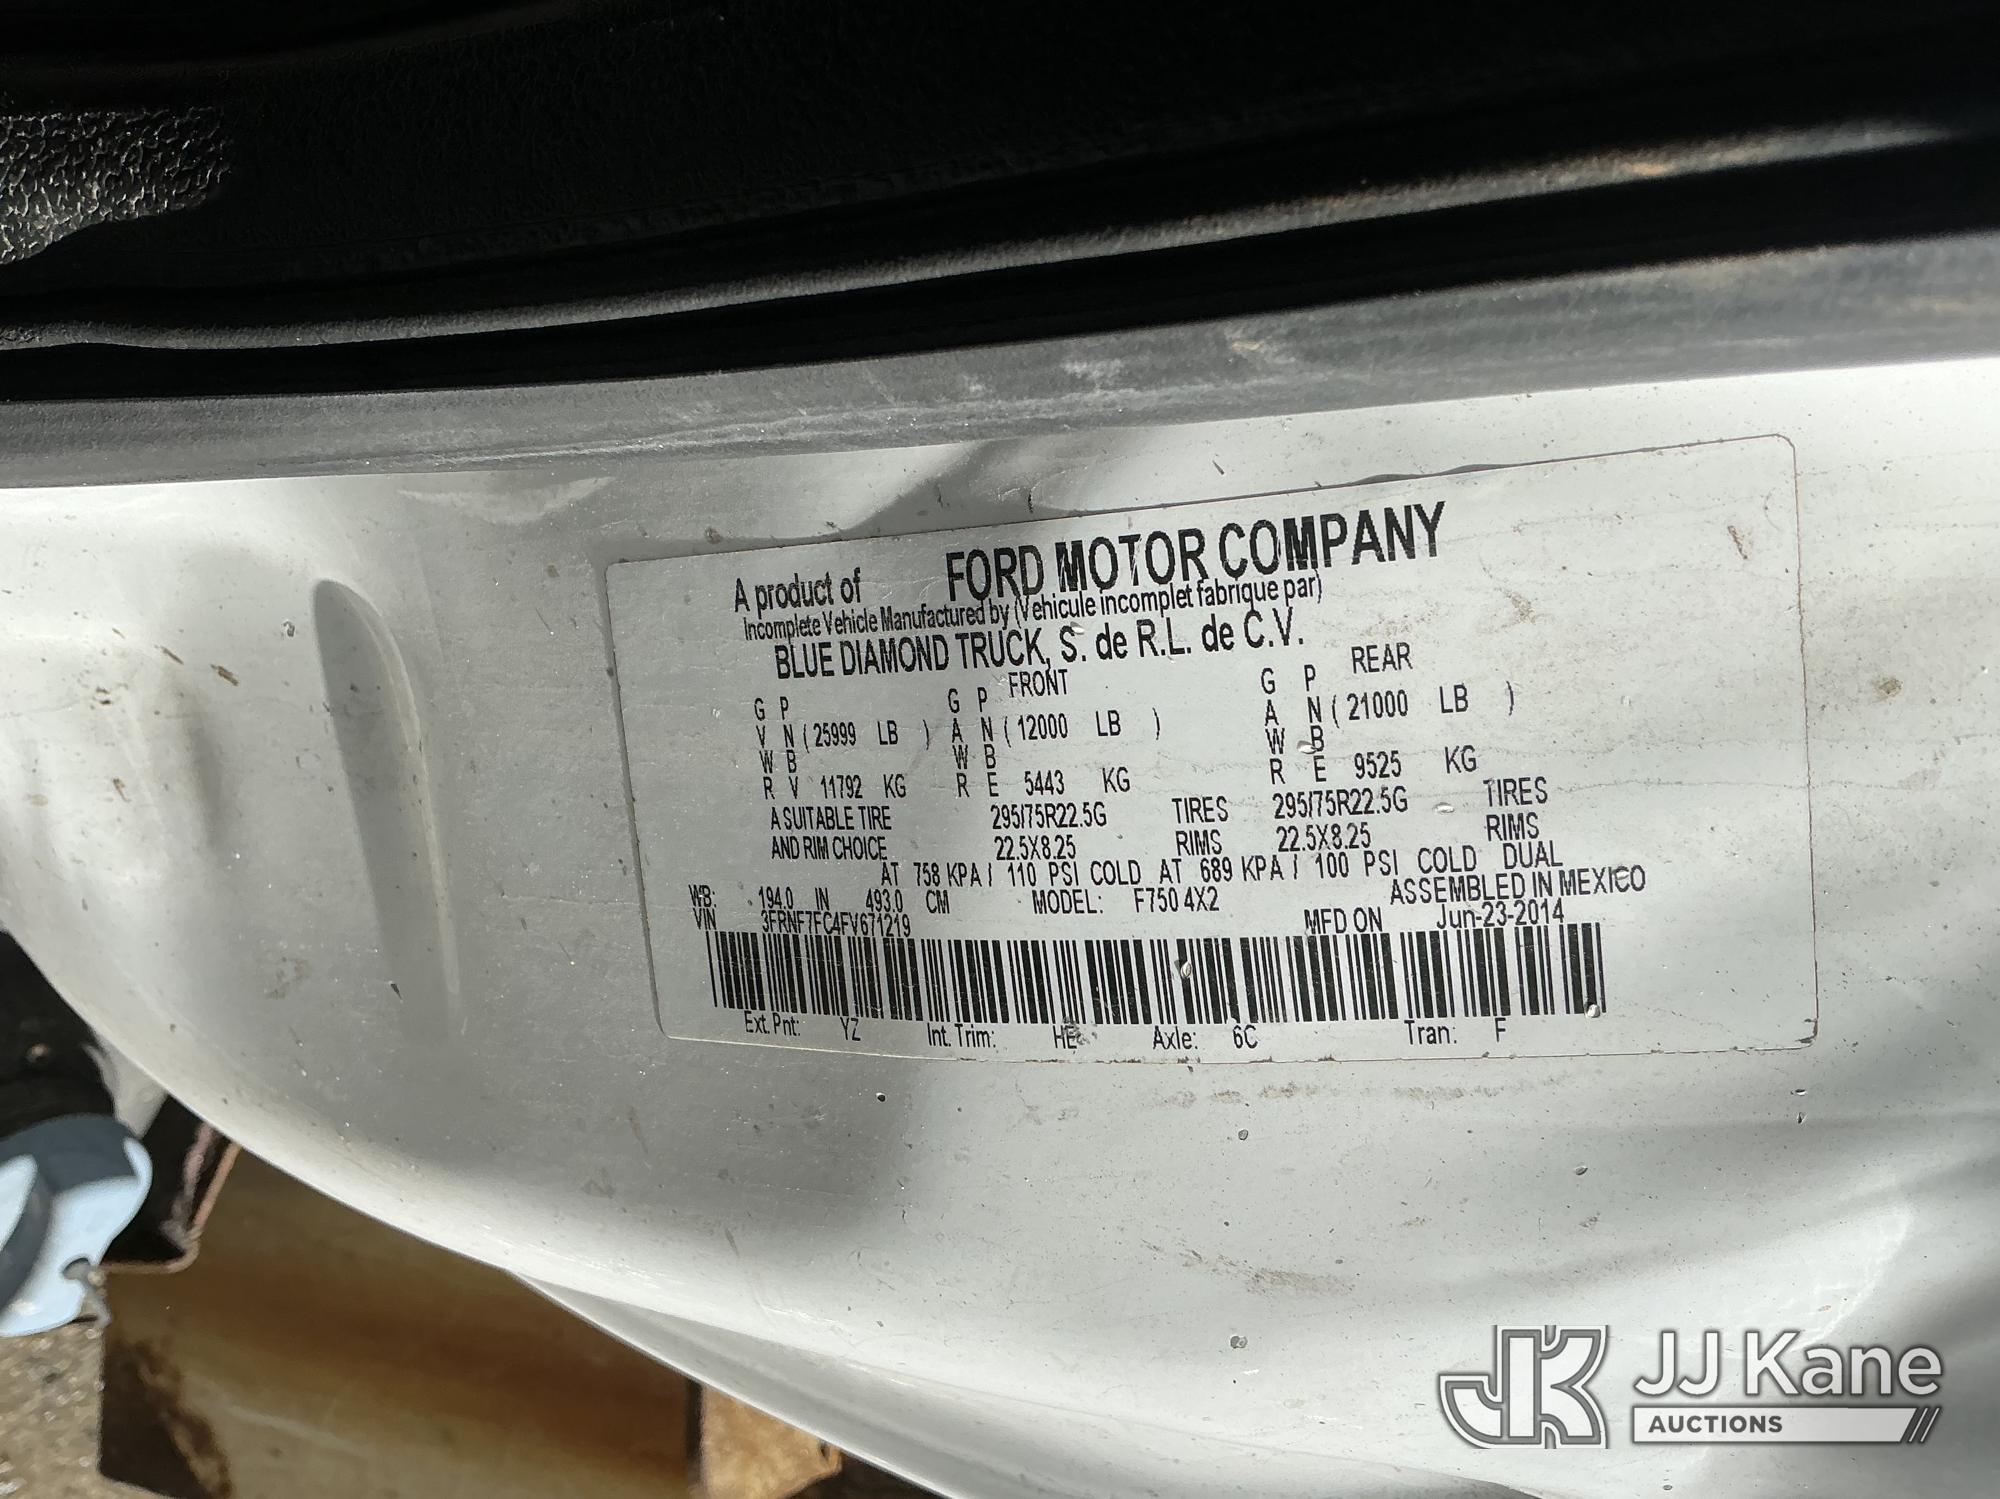 A product of FORD MOTOR COMPANY
Incomplete Vehicle Manufactured by (Vehicule incomplet fabrique par)
BLUE DIAMOND TRUCK, S. de R.L. de C.V.
FRONT REAR
G P G P G P
V N ( 25999 LB ) A N ( 12000 LB ) A N ( 21000 LB )
W B W B W B
R V 11792 KG R E 5443 KG R E 9525 KG
A SUITABLE TIRE 295/75R22.5G TIRES 295/75R22.5G TIRES
AND RIM CHOICE 22.5X8.25 RIMS 22.5X8.25 RIMS
AT 758 KPA / 110 PSI COLD AT 689 KPA / 100 PSI COLD DUAL
WB: 194.0 IN 493.0 CM MODEL: F750 4X2 ASSEMBLED IN MEXICO
VIN 3FRNF7FC4FV671219 MFD ON Jun-23-2014
Ext. Pnt: YZ Int. Trim: HE Axle: 6C Tran: F
JK JJ Kane
AUCTIONS